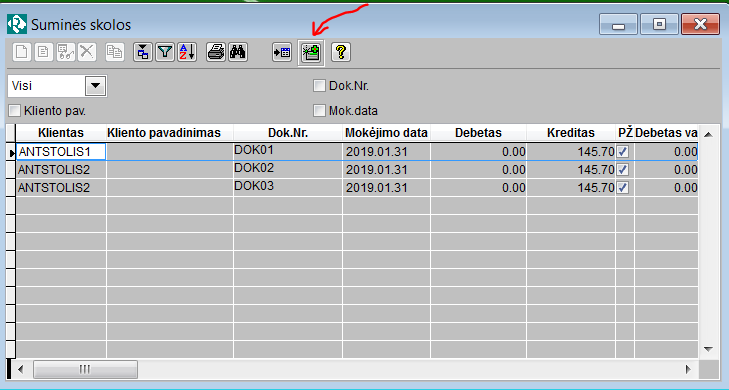 Suminės skolos
Visi
Dok.Nr.
Kliento pav.
Mok.data
Klientas Kliento pavadinimas Dok.Nr. Mokėjimo data Debetas Kreditas PŽ Debetas va
ANTSTOLIS1 DOK01 2019.01.31 0.00 145.70 0.00
ANTSTOLIS2 DOK02 2019.01.31 0.00 145.70 0.00
ANTSTOLIS2 DOK03 2019.01.31 0.00 145.70 0.00